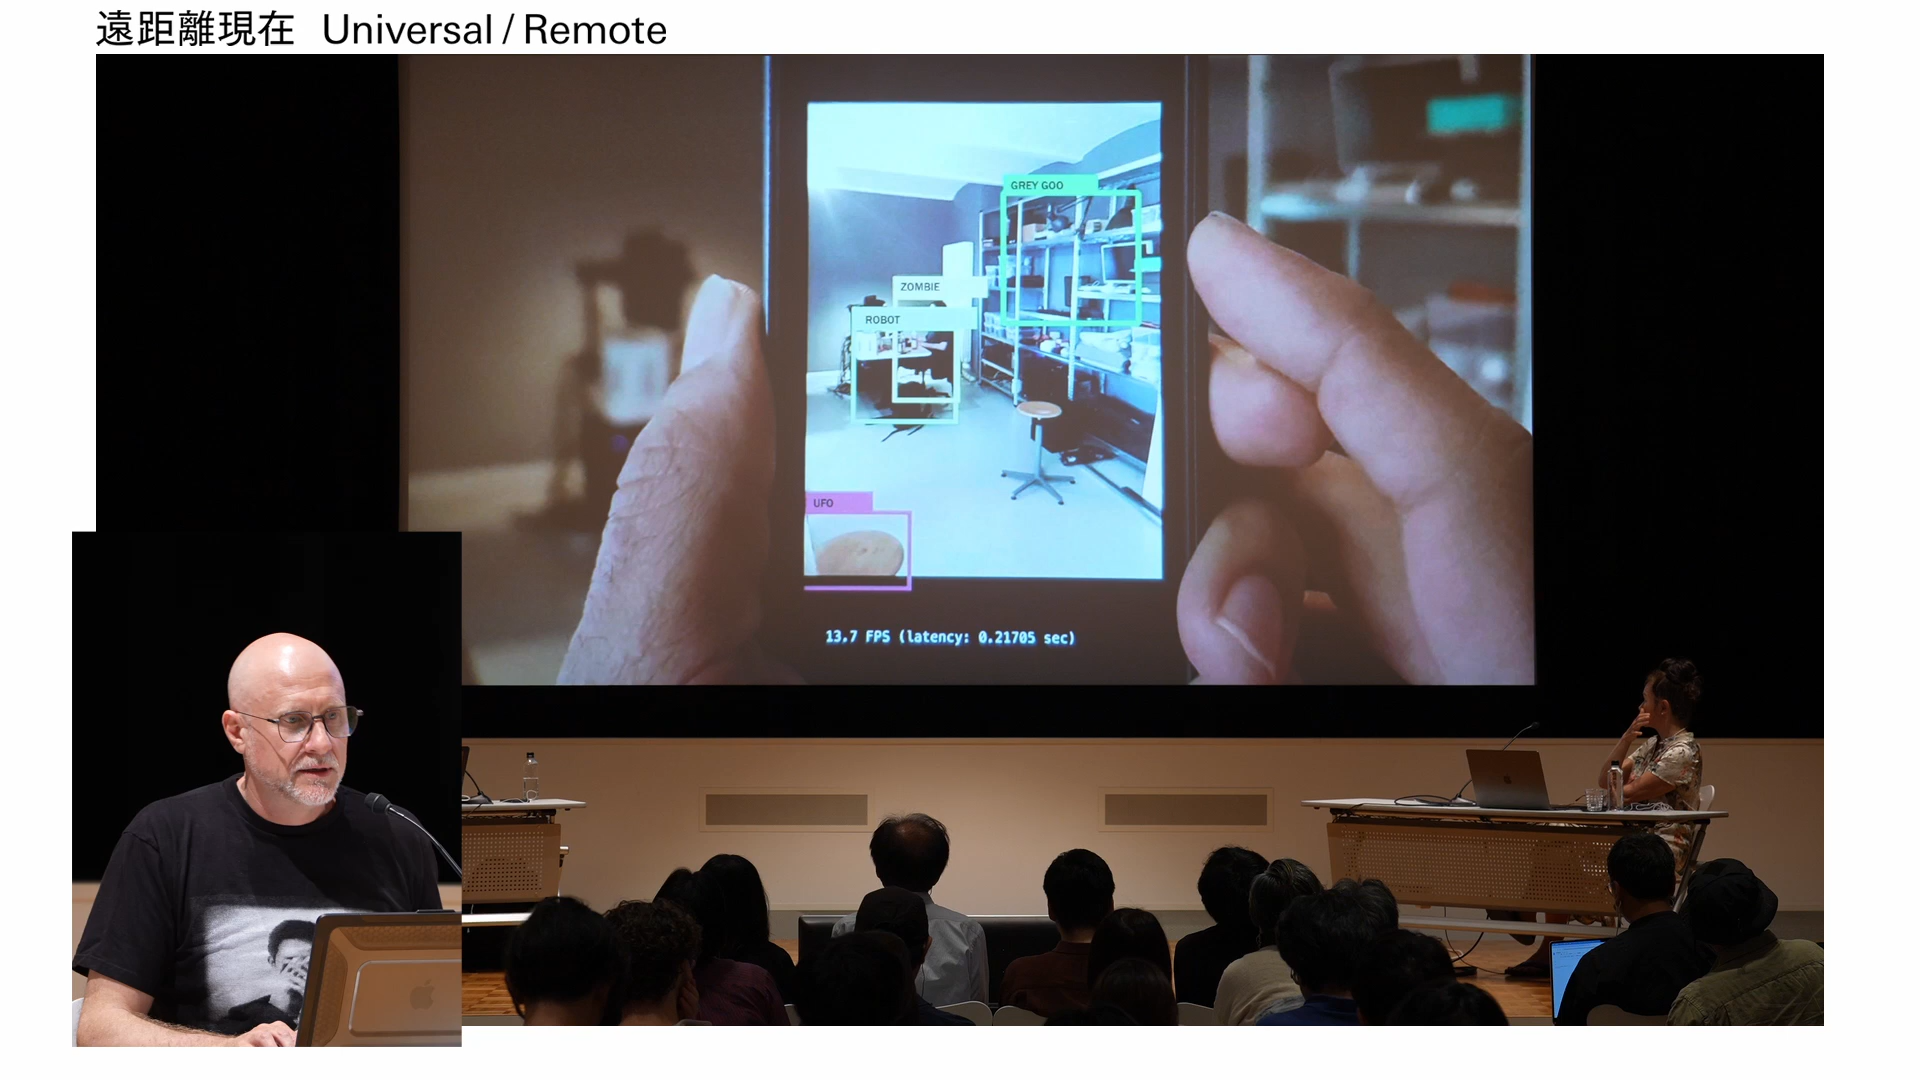 遠距離現在 Universal / Remote
GREY GOO
ZOMBIE
ROBOT
UFO
13.7 FPS (latency: 0.21705 sec)